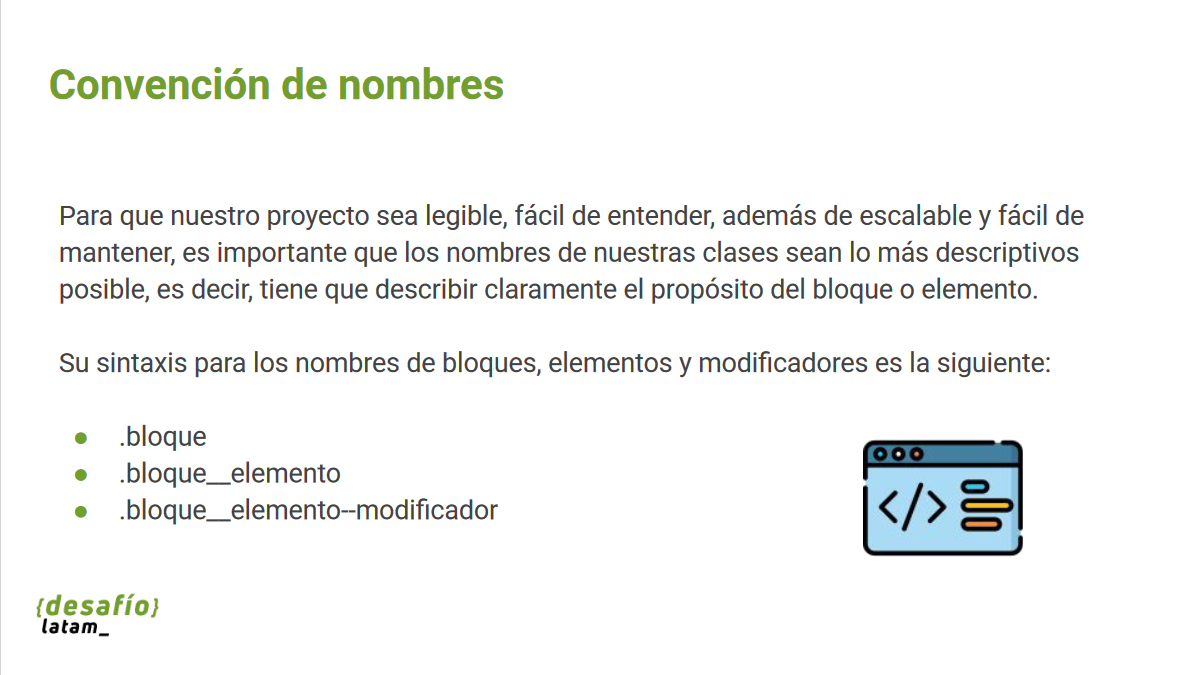 Convención de nombres
Para que nuestro proyecto sea legible, fácil de entender, además de escalable y fácil de
mantener, es importante que los nombres de nuestras clases sean lo más descriptivos
posible, es decir, tiene que describir claramente el propósito del bloque o elemento.
Su sintaxis para los nombres de bloques, elementos y modificadores es la siguiente:
● .bloque
● .bloque__elemento
● .bloque__elemento--modificador
</>
{desafío}
latam_